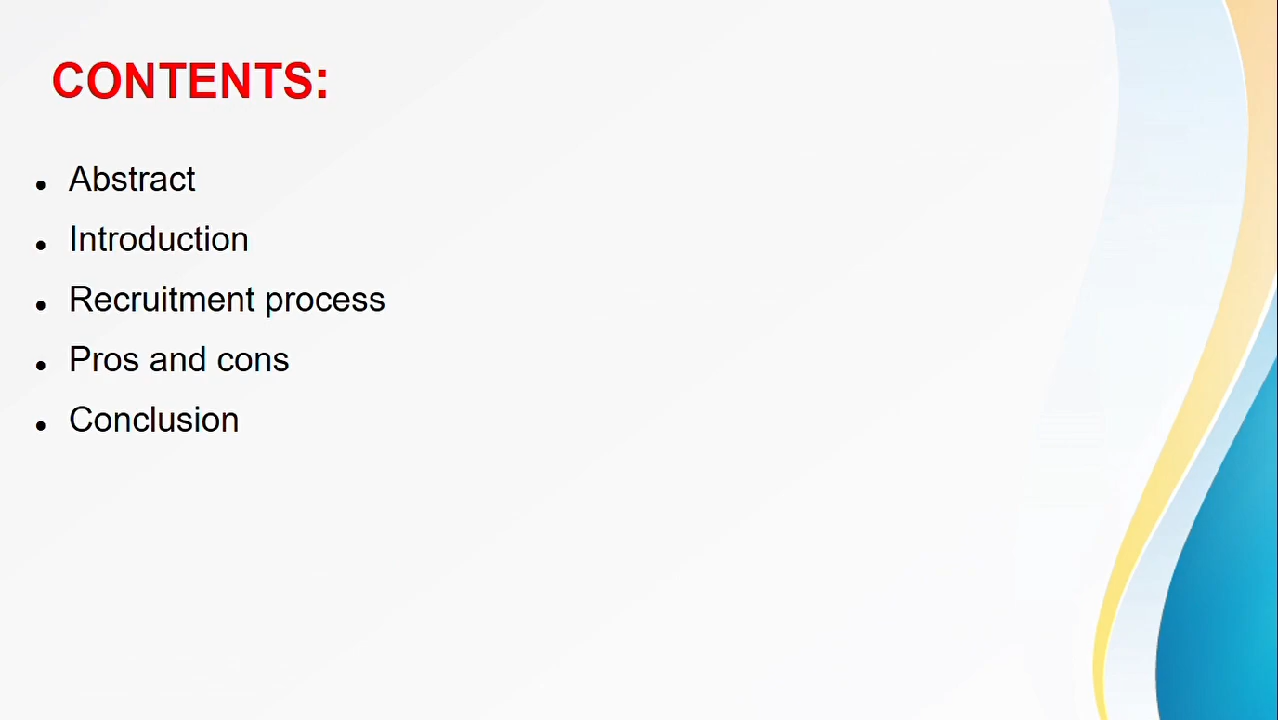 CONTENTS:
• Abstract
• Introduction
• Recruitment process
• Pros and cons
• Conclusion